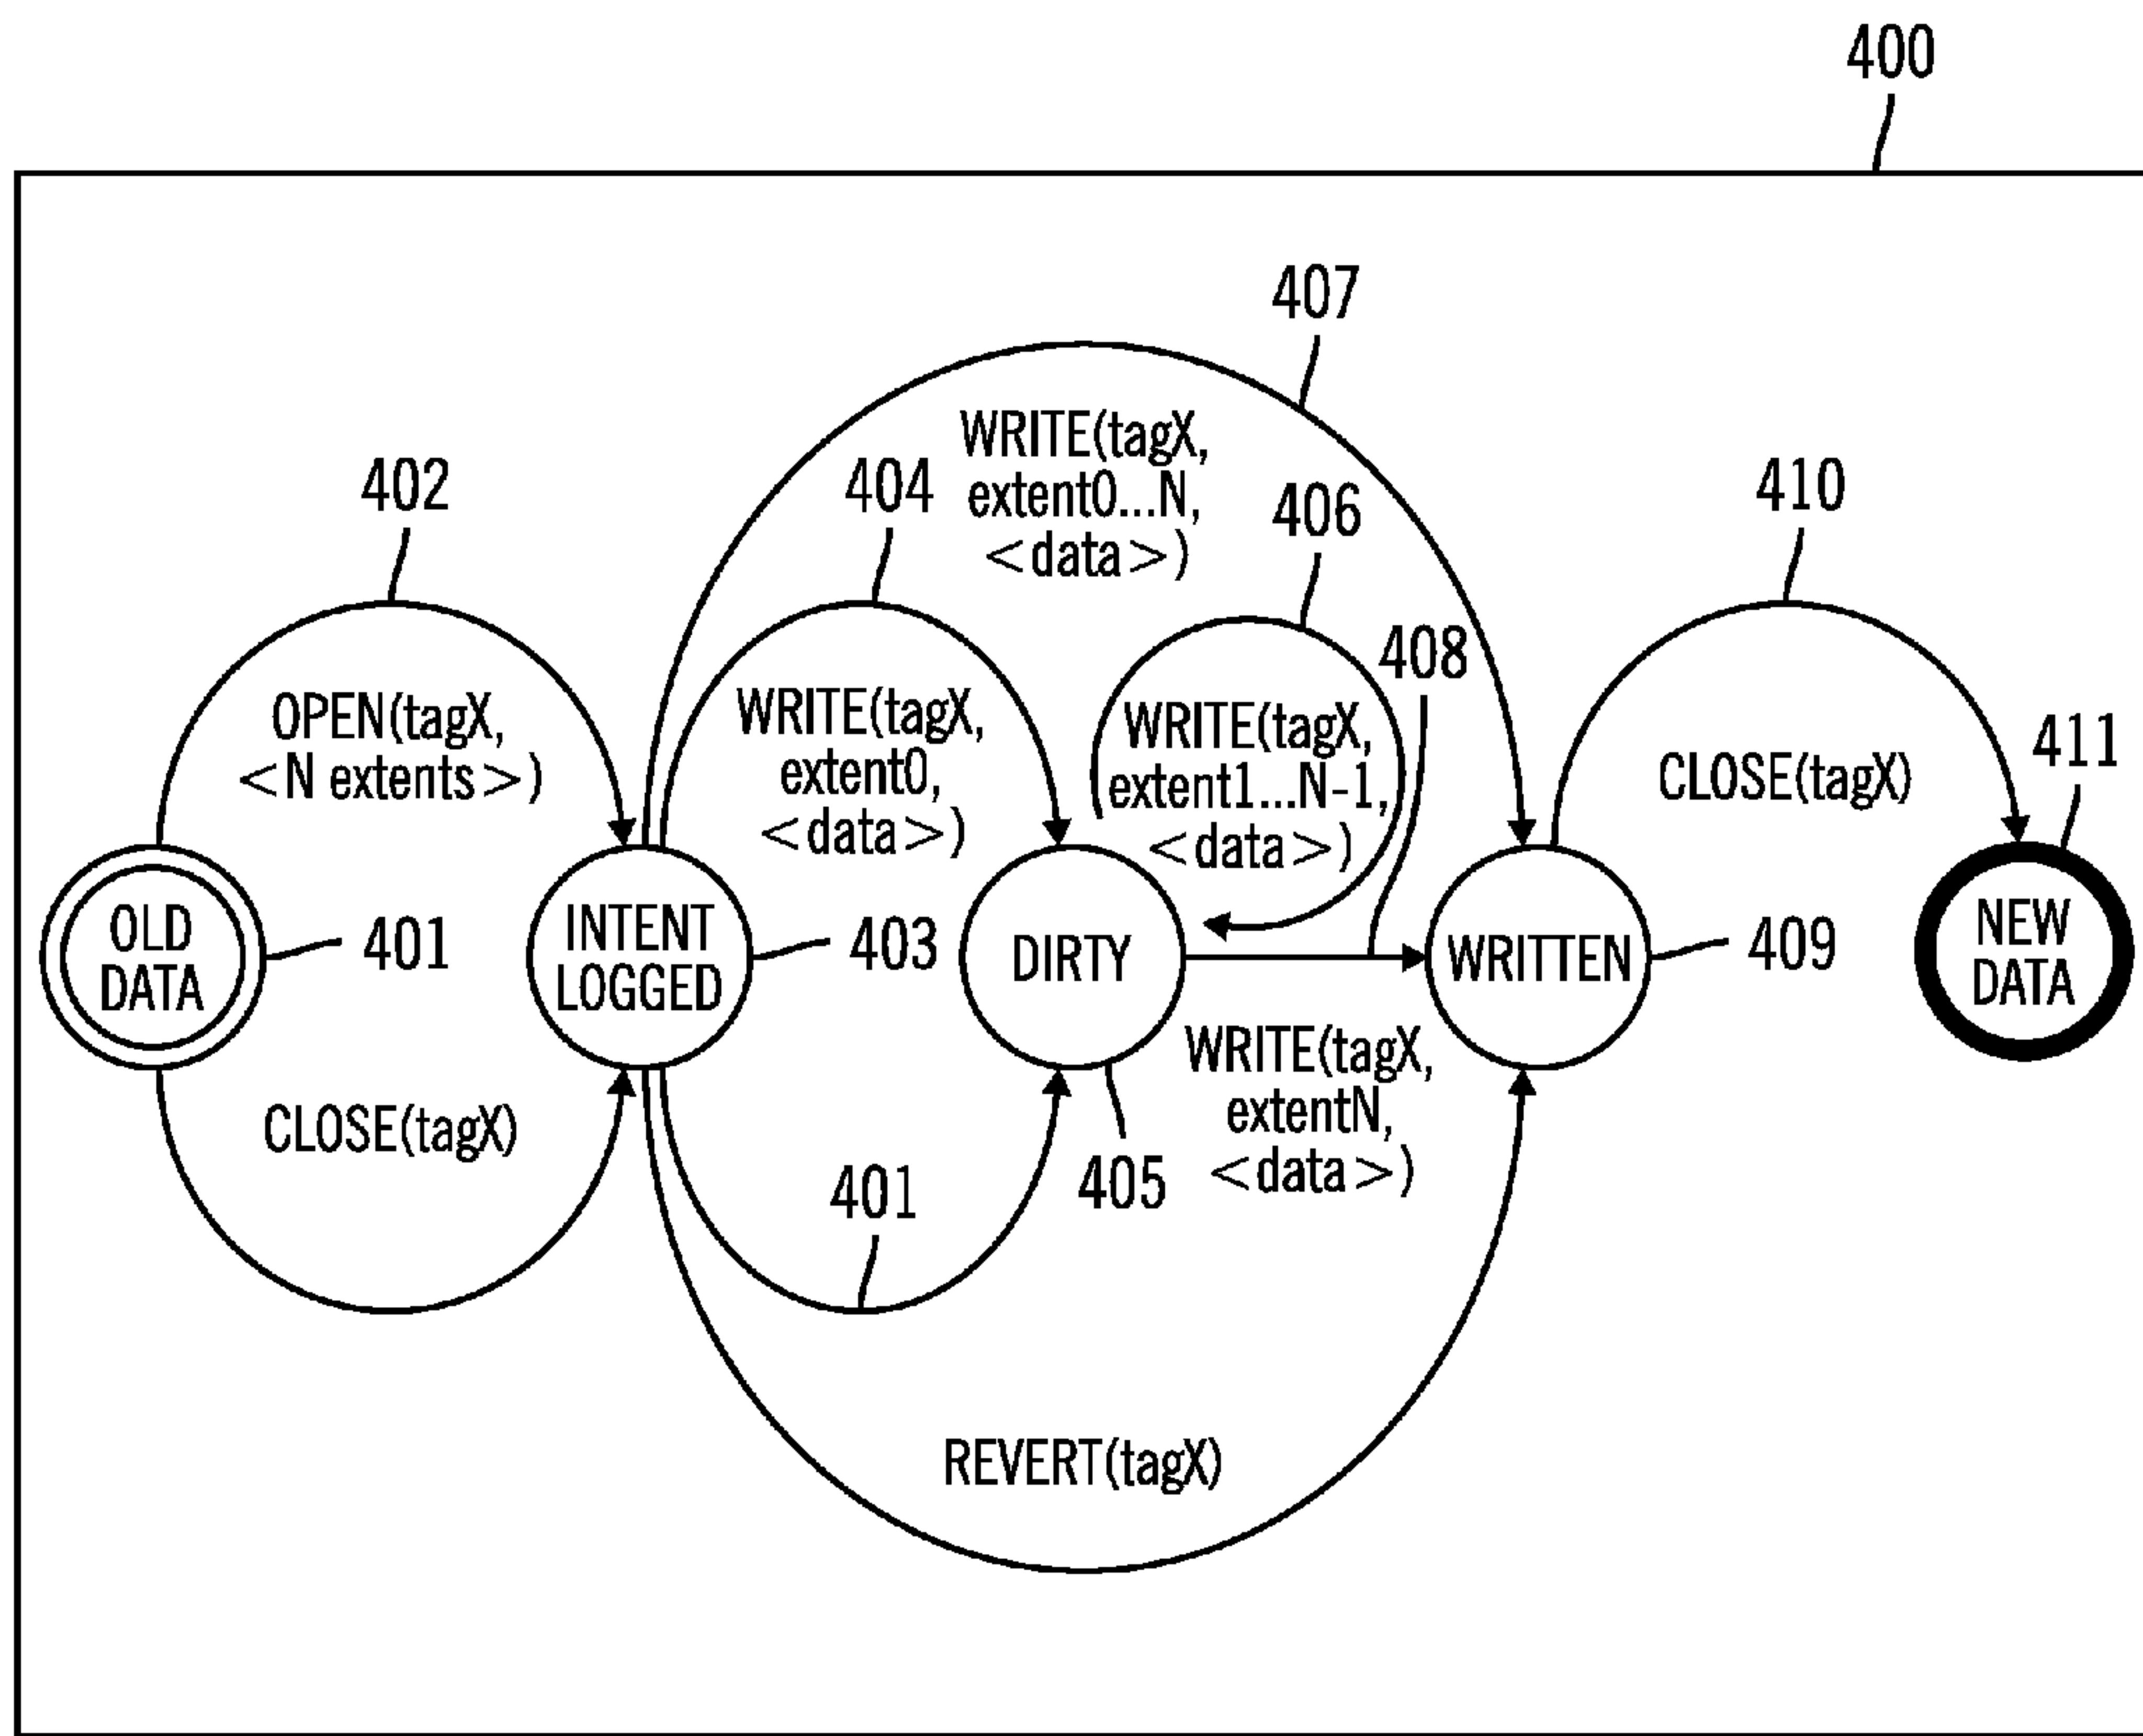 400
407
WRITE(tagX,
extent0...N,
<data>)
402
404
406
410
408
OPEN(tagX,
<N extents>)
WRITE(tagX,
extent0,
<data>)
WRITE(tagX,
extent1...N-1,
<data>)
CLOSE(tagX)
411
OLD
DATA
401
INTENT
LOGGED
403
DIRTY
WRITTEN
409
NEW
DATA
CLOSE(tagX)
401
405
WRITE(tagX,
extentN,
<data>)
REVERT(tagX)